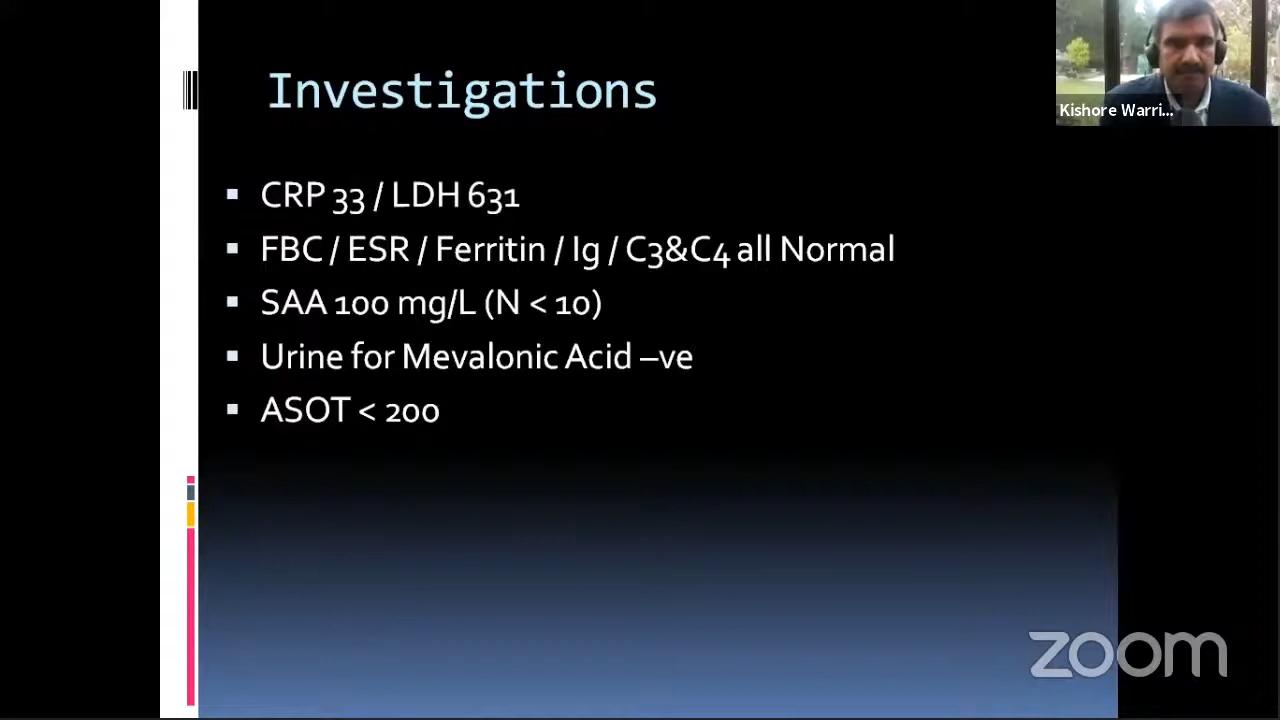 Investigations
Kishore Warri...
CRP 33 / LDH 631
FBC / ESR / Ferritin / Ig / C3&C4 all Normal
SAA 100 mg/L (N < 10)
Urine for Mevalonic Acid –ve
ASOT < 200
zoom